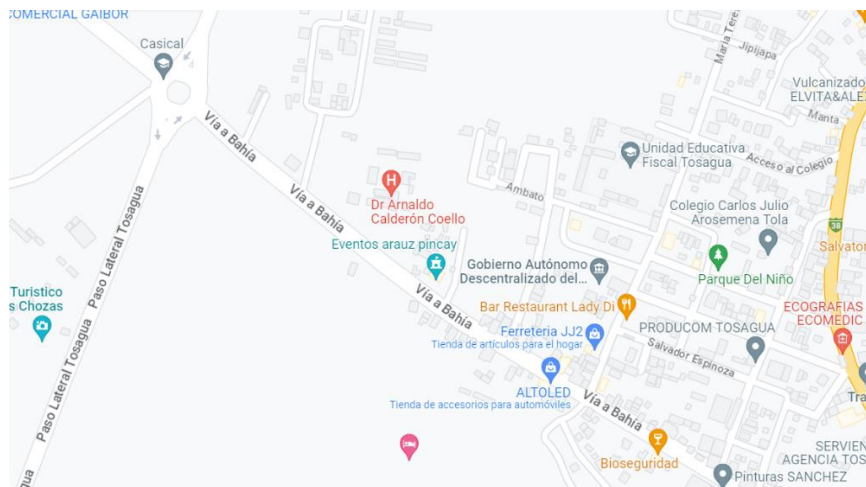 COMERCIAL GAIBOR
Casical
Maria Tere
Jipijapa
Vulcanizado
ELVITA&ALE
Manta
Vía a Bahía
Unidad Educativa
Fiscal Tosagua
Acceso al Colegio
Vía a Bahía
Dr Arnaldo
Calderón Coello
Ambato
Colegio Carlos Julio
Arosemena Tola
38
Paso Lateral Tosagua
Eventos arauz pincay
Gobierno Autónomo
Descentralizado del...
Salvator
Parque Del Niño
Turistico
s Chozas
Vía a Bahía
Bar Restaurant Lady Di
ECOGRAFIAS
ECOMEDIC
PRODUCOM TOSAGUA
Ferreteria JJ2
Tienda de artículos para el hogar
Salvador Espinoza
Paso Lateral Tosagua
ALTOLED
Tienda de accesorios para automóviles
Tra
Vía a Bahía
SERVIEN
AGENCIA TOS
Bioseguridad
Pinturas SANCHEZ
gua